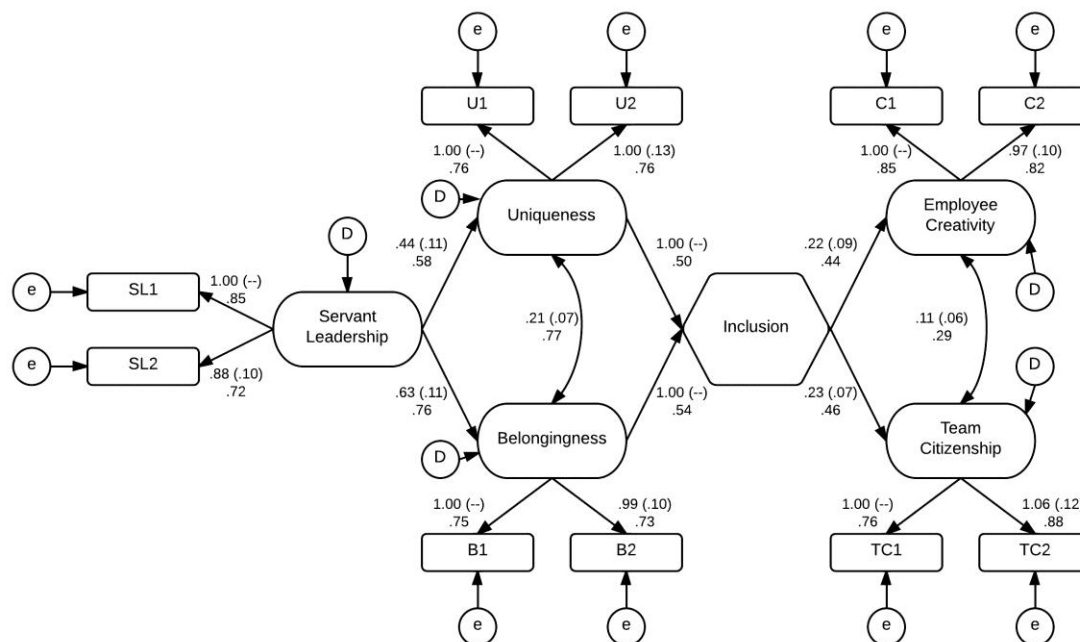 e
e
e
e
U1
U2
C1
C2
1.00 (--)
.76
1.00 (.13)
.76
1.00 (--)
.85
.97 (.10)
.82
D
Uniqueness
Employee
Creativity
D
.44 (.11)
.58
1.00 (--)
.50
.22 (.09)
.44
D
e
SL1
1.00 (--)
.85
Servant
Leadership
.21 (.07)
.77
Inclusion
.11 (.06)
.29
e
SL2
.88 (.10)
.72
.63 (.11)
.76
1.00 (--)
.54
.23 (.07)
.46
D
D
Belongingness
Team
Citizenship
1.00 (--)
.75
.99 (.10)
.73
1.00 (--)
.76
1.06 (.12
.88
B1
B2
TC1
TC2
e
e
e
e